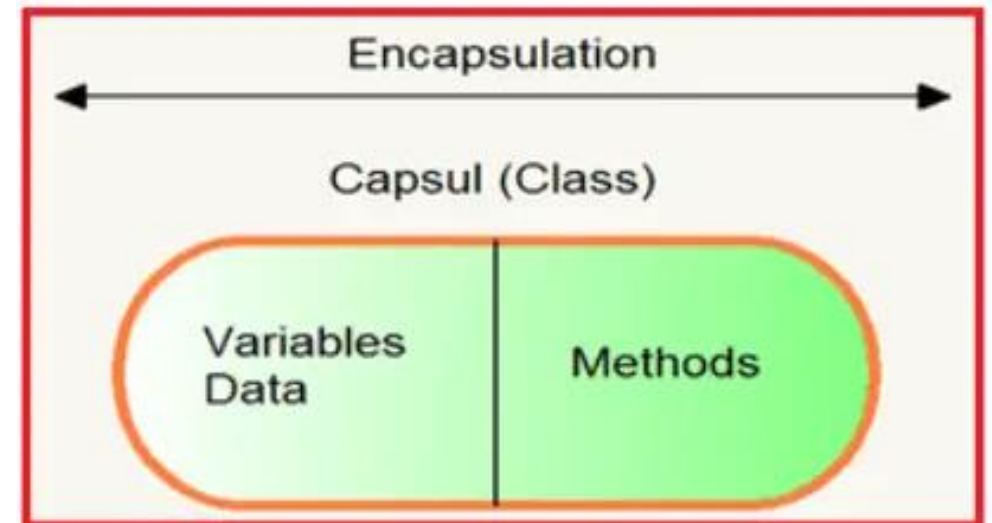 Encapsulation
Capsul (Class)
Variables
Data
Methods